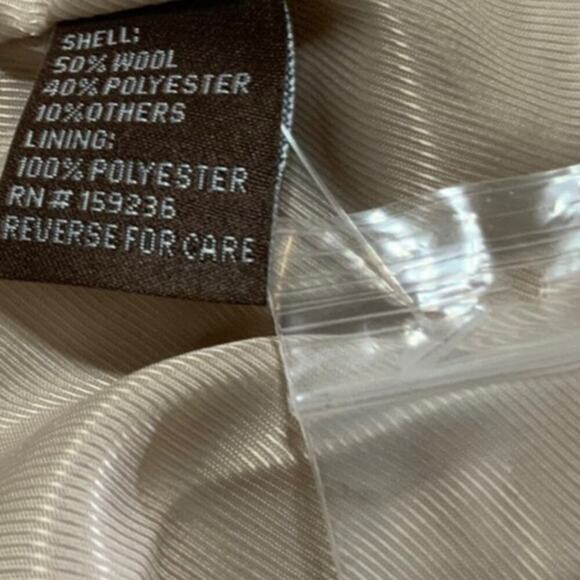 SHELL:
50% WOOL
40% POLYESTER
10% OTHERS
LINING:
100% POLYESTER
RN# 159236
REVERSE FOR CARE